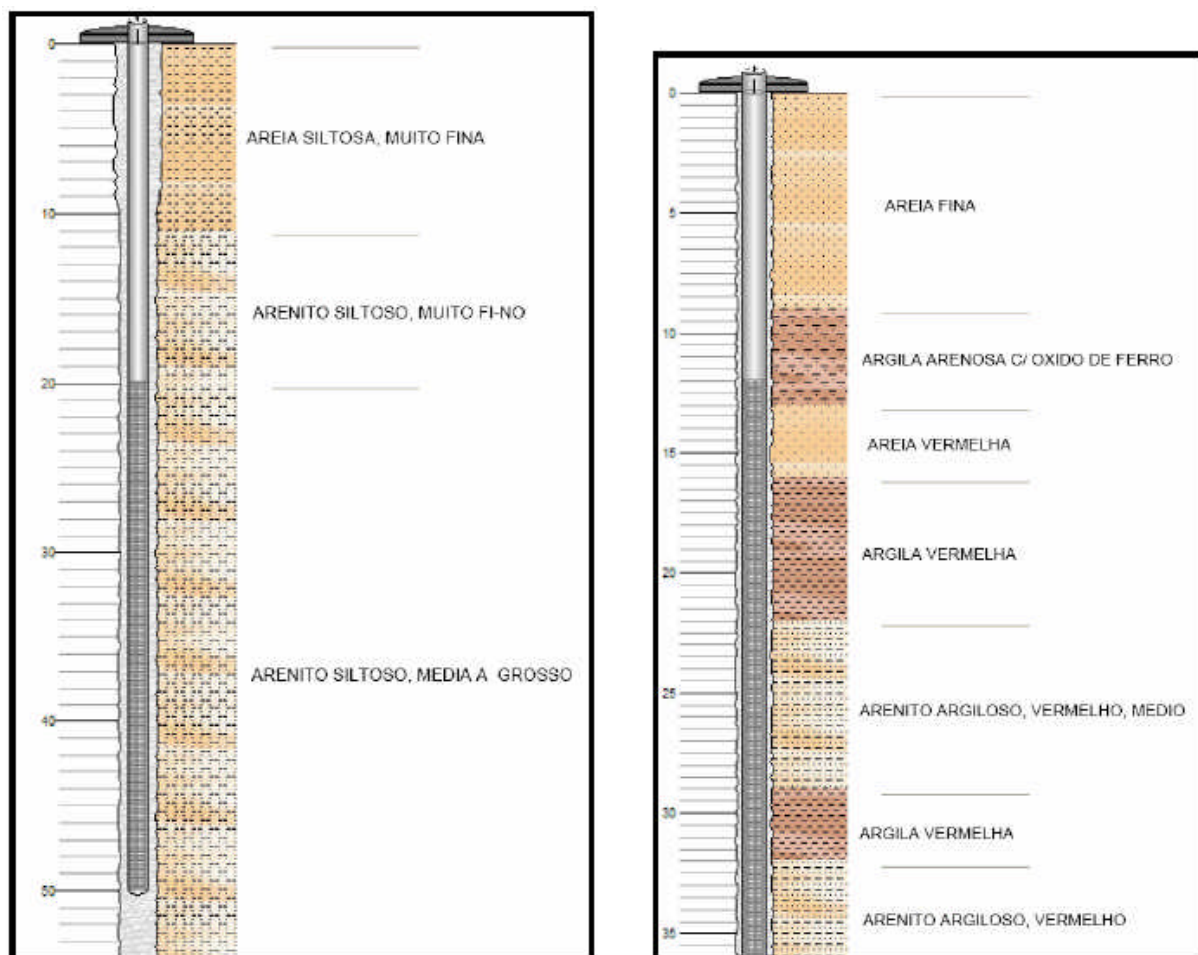 0
AREIA SILTOSA, MUITO FINA
10
ARENITO SILTOSO, MUITO FI-NO
20
30
ARENITO SILTOSO, MEDIA A GROSSO
40
50
0
AREIA FINA
5
10
ARGILA ARENOSA C/ OXIDO DE FERRO
AREIA VERMELHA
15
ARGILA VERMELHA
20
25
ARENITO ARGILOSO, VERMELHO, MEDIO
30
ARGILA VERMELHA
ARENITO ARGILOSO, VERMELHO
35